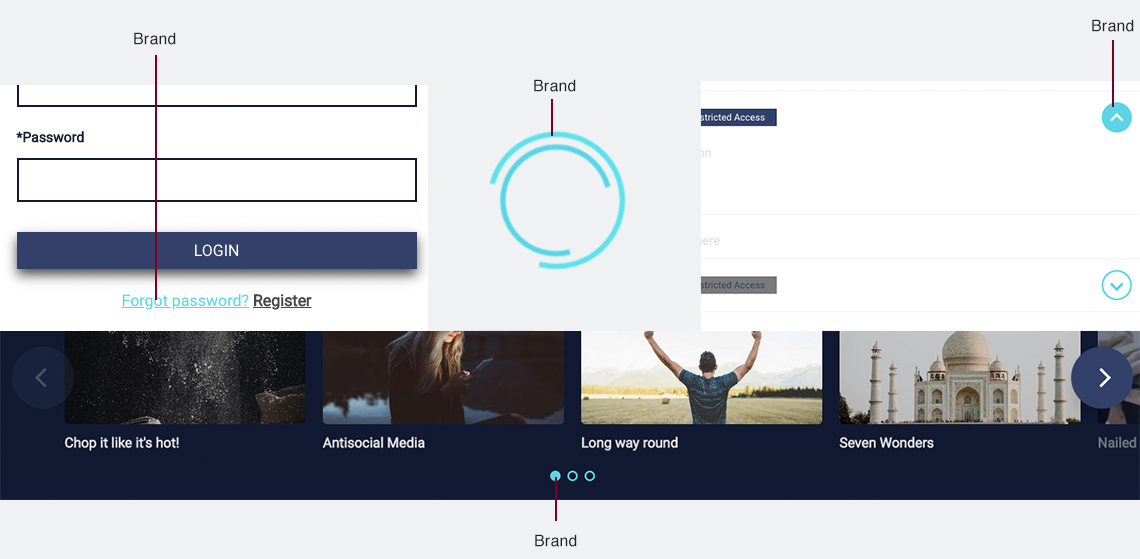 Brand
Brand
Brand
*Password
LOGIN
Forgot password? Register
stricted Access
on
ere
stricted Access
Chop it like it's hot!
Antisocial Media
Long way round
Seven Wonders
Nailed
Brand